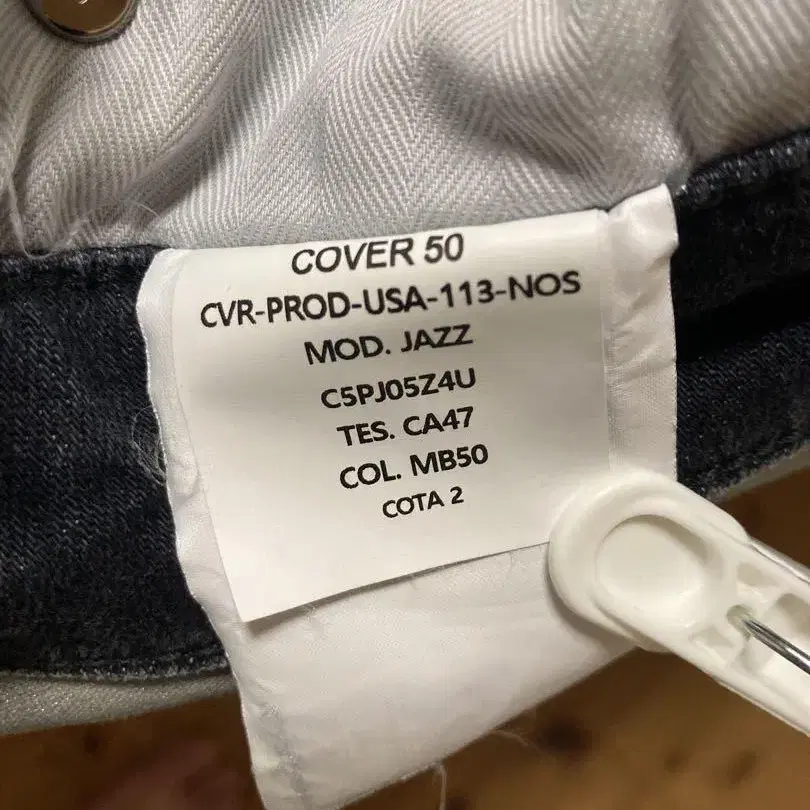 COVER 50
CVR-PROD-USA-113-NOS
MOD. JAZZ
C5PJ05Z4U
TES. CA47
COL. MB50
COTA 2